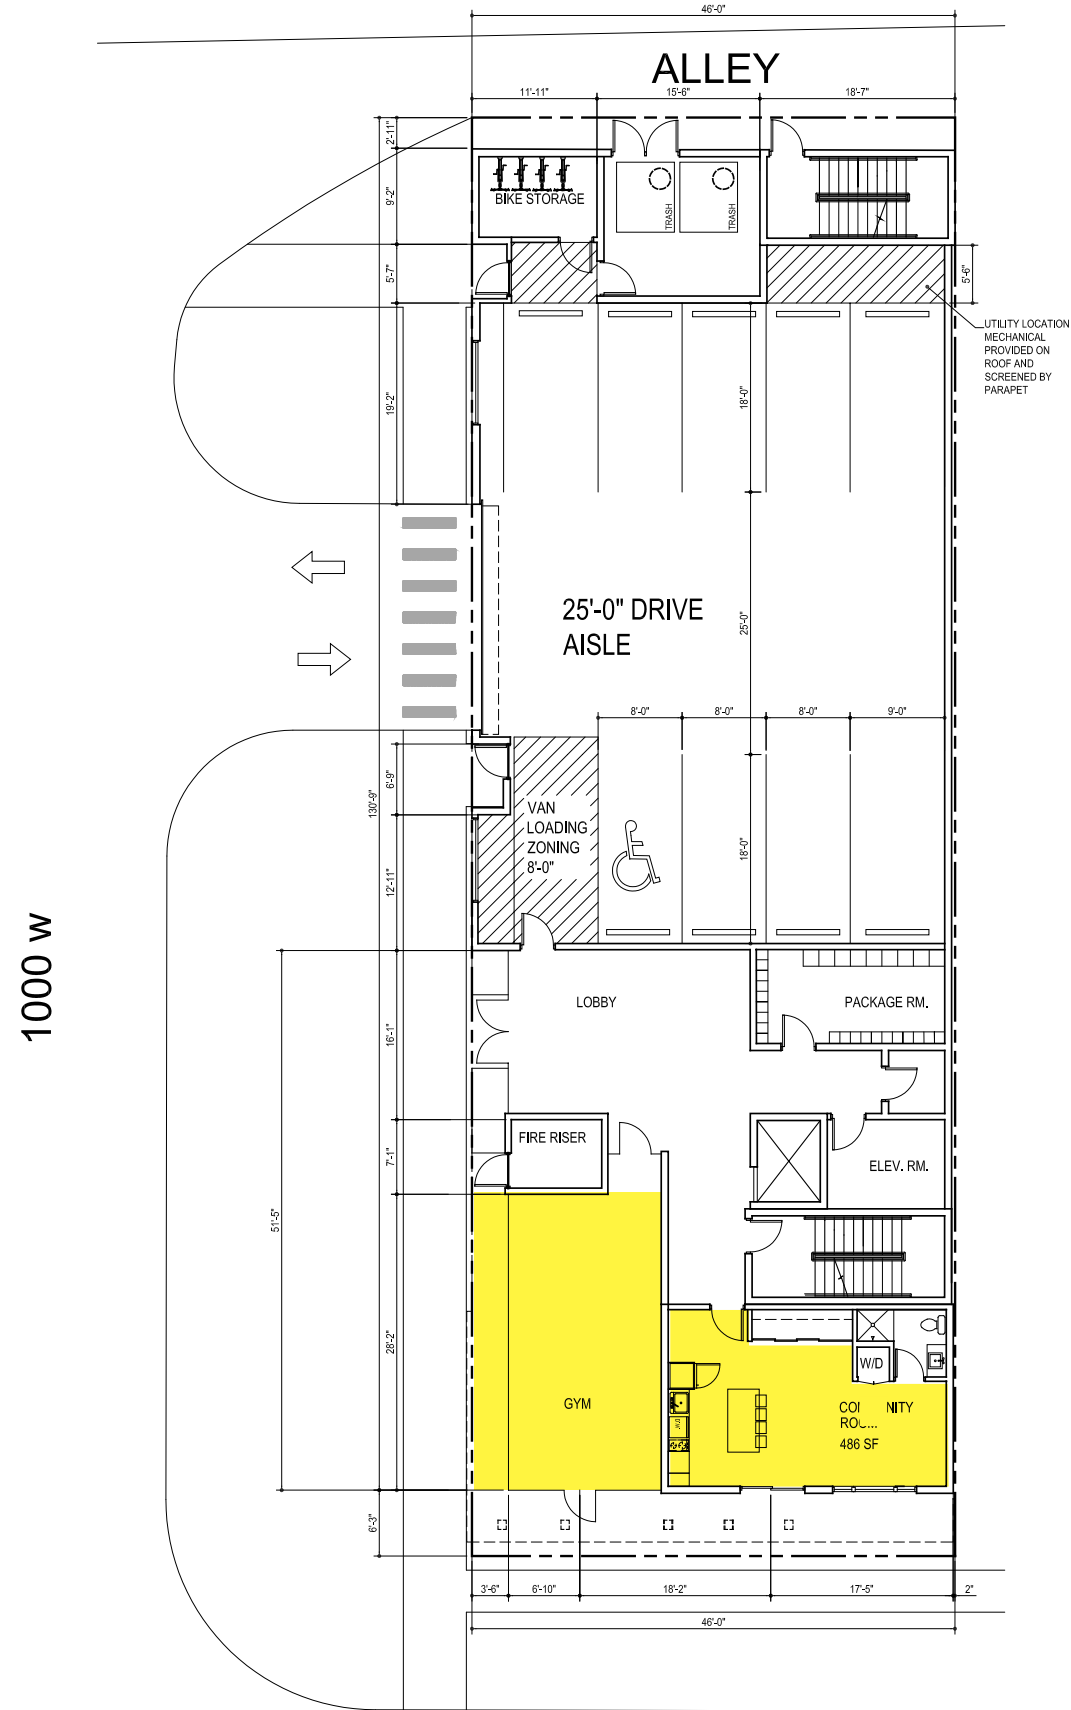 46'-0"
ALLEY
11'-11"
15'-6"
18'-7"
2'-11"
9'-2"
BIKE STORAGE
TRASH
TRASH
5'-7"
5'-6"
UTILITY LOCATION
MECHANICAL
PROVIDED ON
ROOF AND
SCREENED BY
PARAPET
19'-2"
18'-0"
25'-0" DRIVE
AISLE
25'-0"
8'-0"
8'-0"
8'-0"
9'-0"
6'-9"
130'-9"
VAN
LOADING
ZONING
8'-0"
18'-0"
12'-11"
1000 w
LOBBY
PACKAGE RM.
16'-1"
FIRE RISER
7'-1"
ELEV. RM.
51'-5"
28'-2"
W/D
GYM
D.W.
486 SF
6'-3"
3'-6"
6'-10"
18'-2"
17'-5"
2"
46'-0"